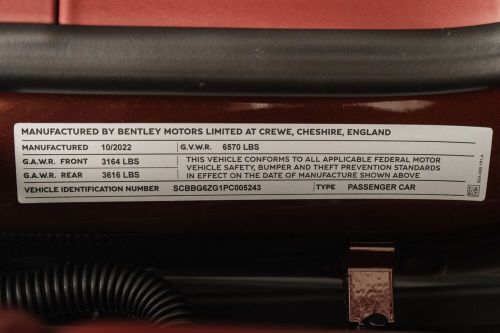 MANUFACTURED BY BENTLEY MOTORS LIMITED AT CREWE, CHESHIRE, ENGLAND
MANUFACTURED 10/2022 G.V.W.R. 6570 LBS
G.A.W.R. FRONT 3164 LBS
G.A.W.R. REAR 3616 LBS
THIS VEHICLE CONFORMS TO ALL APPLICABLE FEDERAL MOTOR
VEHICLE SAFETY, BUMPER AND THEFT PREVENTION STANDARDS
IN EFFECT ON THE DATE OF MANUFACTURE SHOWN ABOVE
VEHICLE IDENTIFICATION NUMBER SCBBG6ZG1PC005243 TYPE PASSENGER CAR